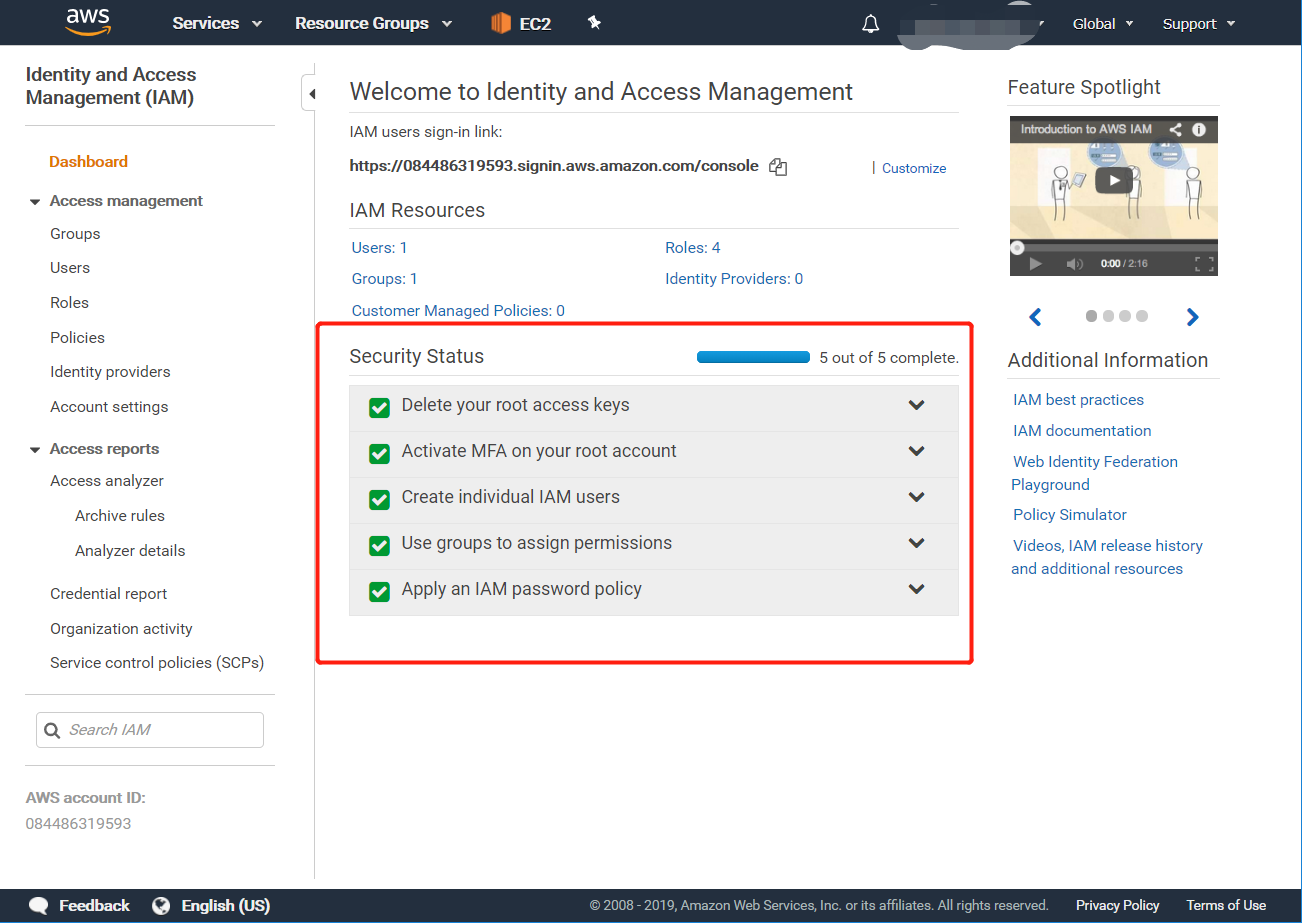 aws
Services
Resource Groups
EC2
Global
Support
Identity and Access
Management (IAM)
Dashboard
Access management
Groups
Users
Roles
Policies
Identity providers
Account settings
Access reports
Access analyzer
Archive rules
Analyzer details
Credential report
Organization activity
Service control policies (SCPs)
Search IAM
AWS account ID:
084486319593
Welcome to Identity and Access Management
IAM users sign-in link:
https://084486319593.signin.aws.amazon.com/console
| Customize
IAM Resources
Users: 1
Roles: 4
Groups: 1
Identity Providers: 0
Customer Managed Policies: 0
Security Status
5 out of 5 complete.
Delete your root access keys
Activate MFA on your root account
Create individual IAM users
Use groups to assign permissions
Apply an IAM password policy
Feature Spotlight
Introduction to AWS IAM
0:00 / 2:16
Additional Information
IAM best practices
IAM documentation
Web Identity Federation
Playground
Policy Simulator
Videos, IAM release history
and additional resources
Feedback
English (US)
© 2008 - 2019, Amazon Web Services, Inc. or its affiliates. All rights reserved.
Privacy Policy
Terms of Use